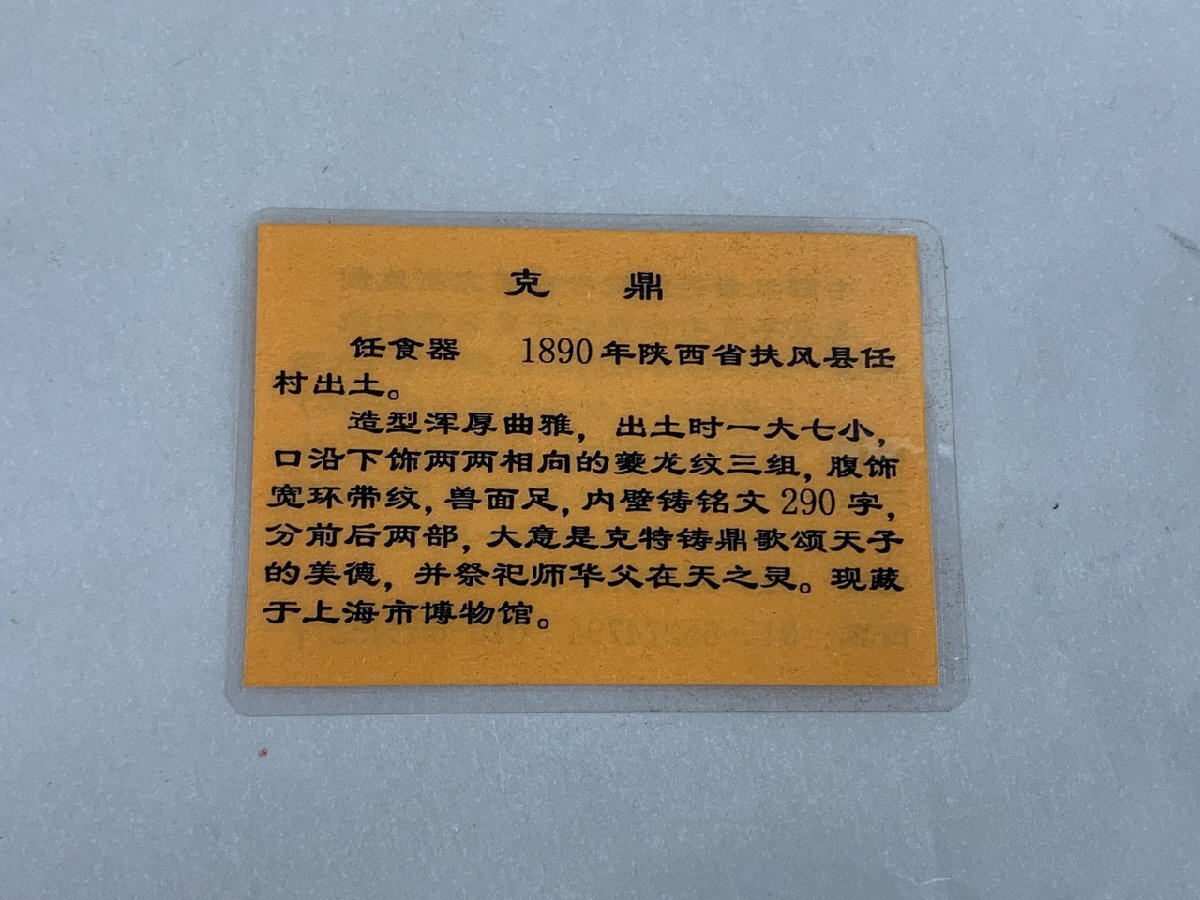 克 鼎
饪食器 1890年陕西省扶风县任
村出土。
造型浑厚曲雅，出土时一大七小，
口沿下饰两两相向的夔龙纹三组，腹饰
宽环带纹，兽面足，内壁铸铭文290字，
分前后两部，大意是克特铸鼎歌颂天子
的美德，并祭祀师华父在天之灵。现藏
于上海市博物馆。